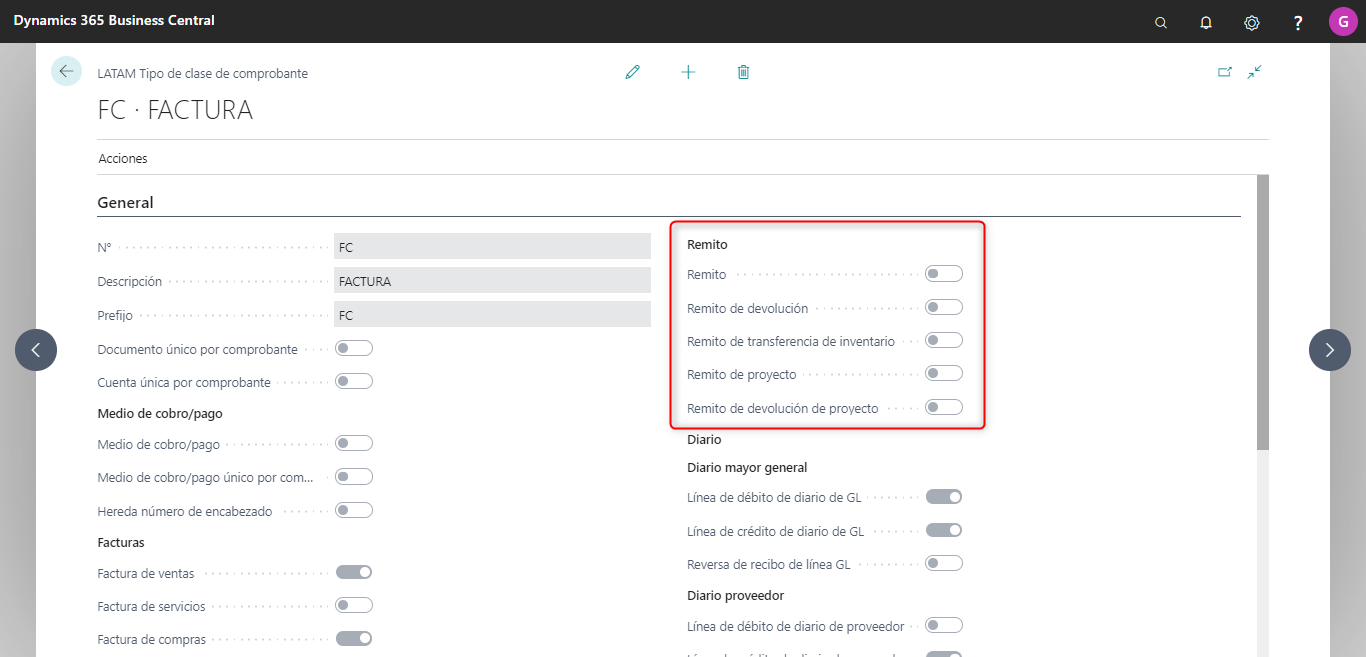 Dynamics 365 Business Central
?
G
LATAM Tipo de clase de comprobante
FC · FACTURA
Acciones
General
N°
FC
Descripción
FACTURA
Prefijo
FC
Documento único por comprobante
Cuenta única por comprobante
Medio de cobro/pago
Medio de cobro/pago
Medio de cobro/pago único por com...
Hereda número de encabezado
Facturas
Factura de ventas
Factura de servicios
Factura de compras
Remito
Remito
Remito de devolución
Remito de transferencia de inventario
Remito de proyecto
Remito de devolución de proyecto
Diario
Diario mayor general
Línea de débito de diario de GL
Línea de crédito de diario de GL
Reversa de recibo de línea GL
Diario proveedor
Línea de débito de diario de proveedor